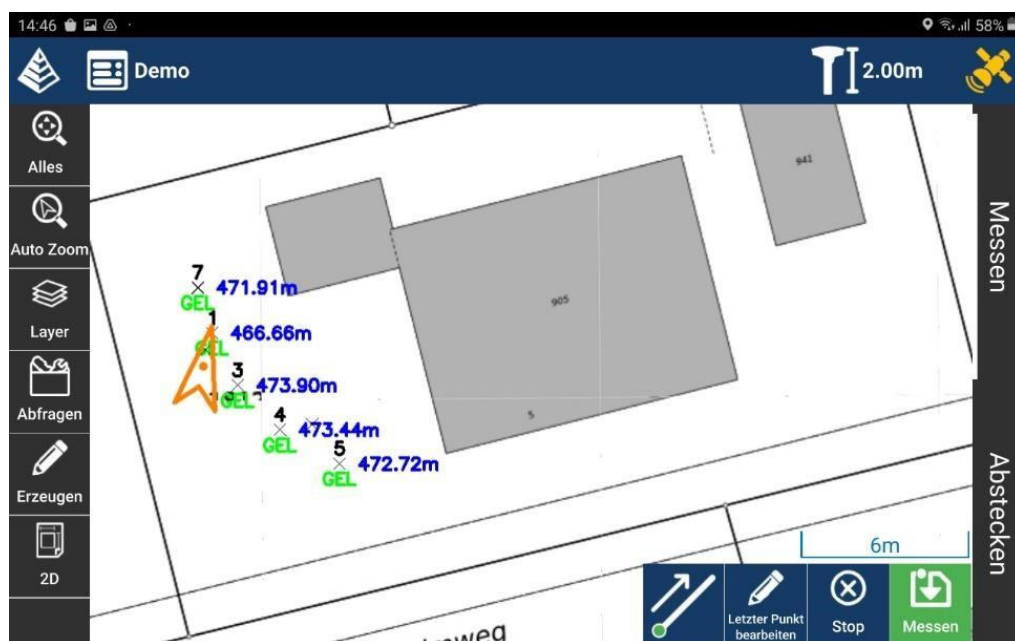 14:46
58%
Demo
2.00m
Alles
Auto Zoom
Layer
Abfragen
Erzeugen
2D
941
905
5
7
471.91m
GEL
1
466.66m
GEL
3
473.90m
GEL
4
473.44m
GEL
5
472.72m
GEL
Messen
Abstecken
6m
Letzter Punkt
bearbeiten
Stop
Messen